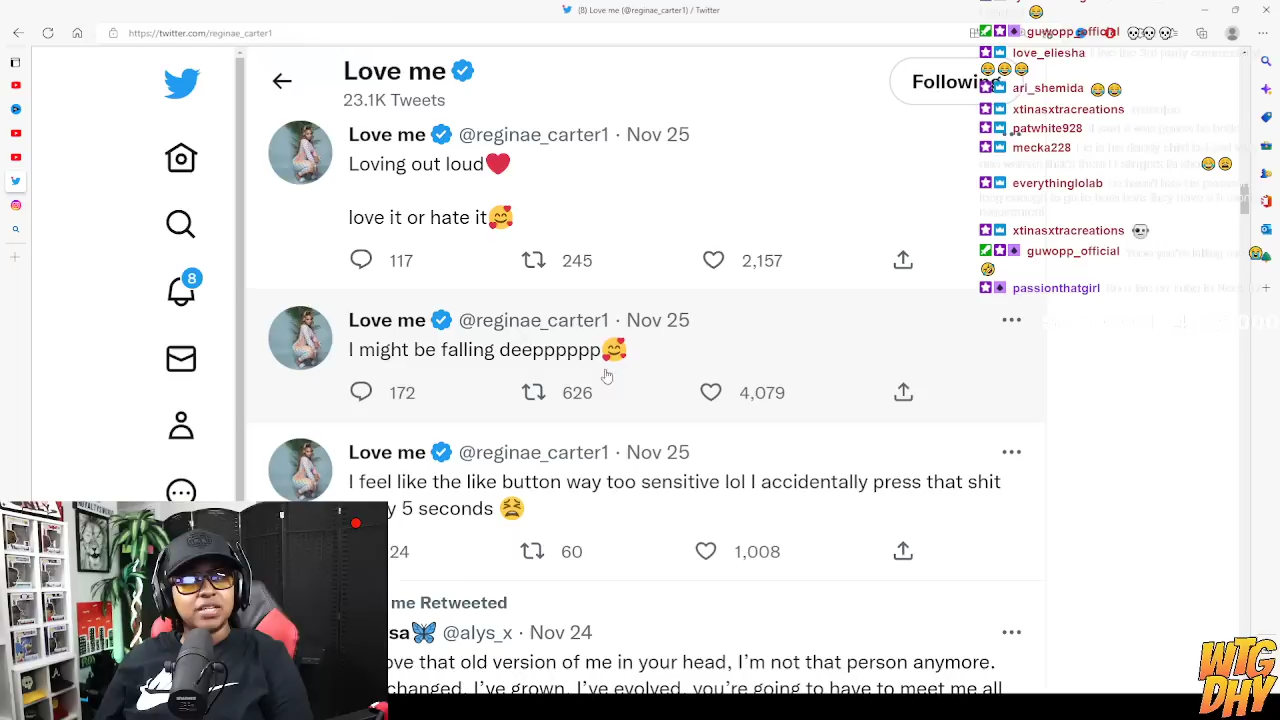 (8) Love me (@reginae_carter1) / Twitter
https://twitter.com/reginae_carter1
Love me
23.1K Tweets
Following
Love me @reginae_carter1 · Nov 25
Loving out loud❤️
love it or hate it🥰
117 245 2,157
8
Love me @reginae_carter1 · Nov 25
I might be falling deepppppp🥰
172 626 4,079
Love me @reginae_carter1 · Nov 25
I feel like the like button way too sensitive lol I accidentally press that shit
5 seconds 😫
24 60 1,008
me Retweeted
sa🦋 @alys_x · Nov 24
that old version of me in your head, I'm not that person anymore.
changed, I've grown, I've evolved, you're going to have meet me all
guwopp_official
love_eliesha
😂😂😂
ari_shemida 😂😂
xtinasxtracreations
patwhite928
mecka228
everythinglolab
xtinasxtracreations
guwopp_official
🤣
passionthatgirl
WTG
DHY